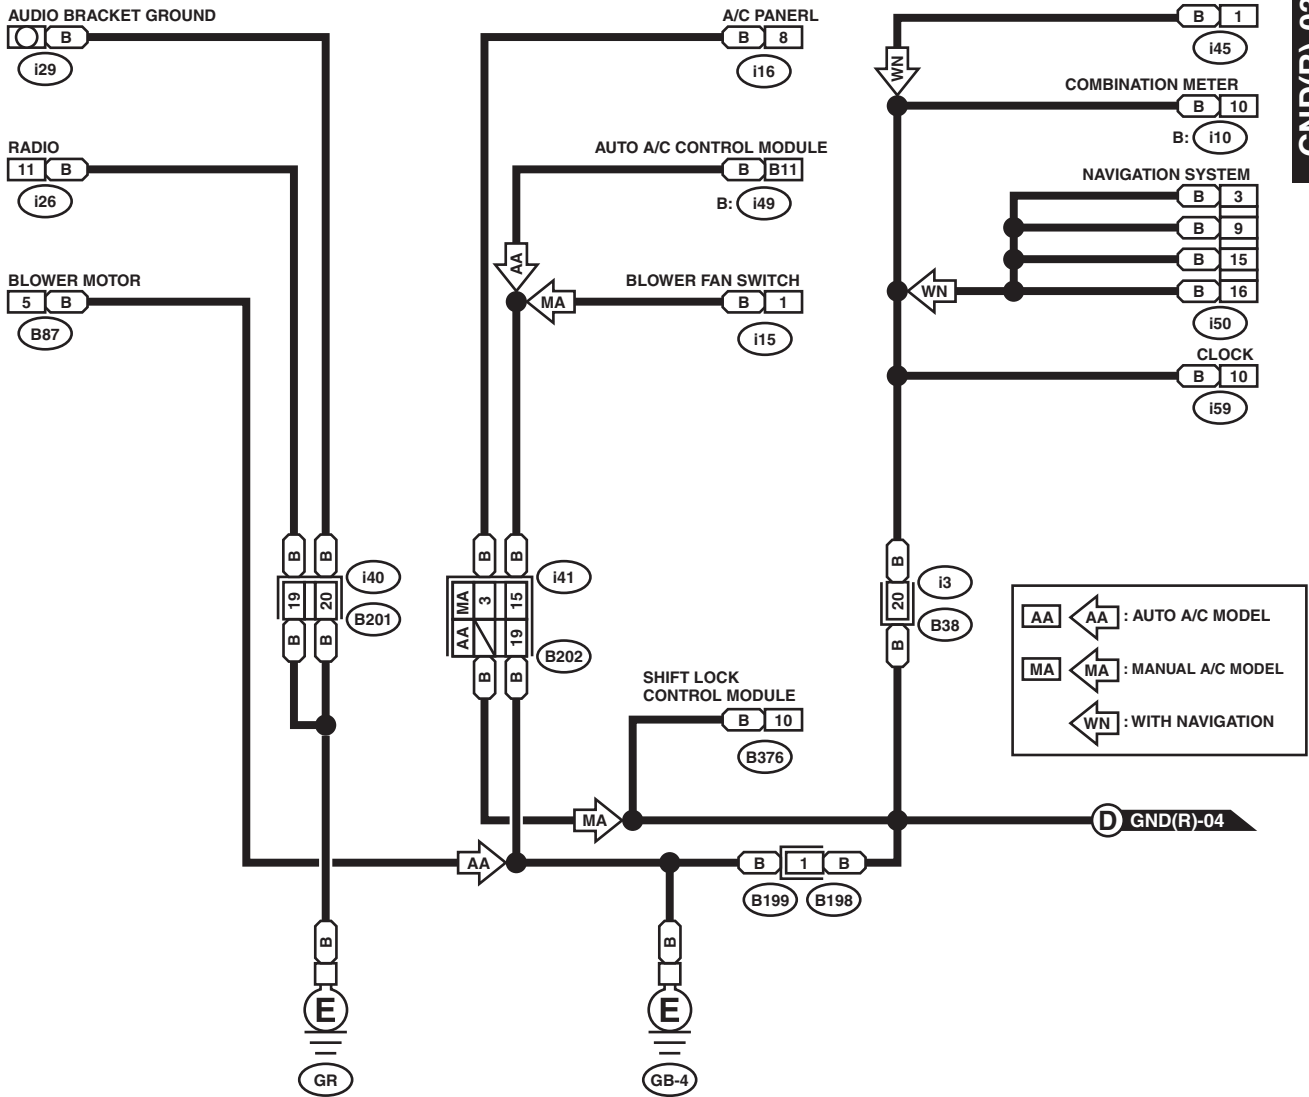 AUDIO BRACKET GROUND
B
i29
RADIO
11 B
i26
BLOWER MOTOR
5 B
B87
A/C PANERL
B 8
i16
AUTO A/C CONTROL MODULE
B B11
B: i49
AA
BLOWER FAN SWITCH
MA
B 1
i15
B 1
i45
WN
COMBINATION METER
B 10
B: i10
NAVIGATION SYSTEM
B 3
B 9
B 15
WN
B 16
i50
CLOCK
B 10
i59
B B
19 20
B B
i40
B201
B B
MA 3 15
AA 19
B B
i41
B202
B
20
B
i3
B38
SHIFT LOCK
CONTROL MODULE
B 10
B376
AA AA : AUTO A/C MODEL
MA MA : MANUAL A/C MODEL
WN : WITH NAVIGATION
MA
D GND(R)-04
AA
B 1 B
B199 B198
B
E
GR
B
E
GB-4